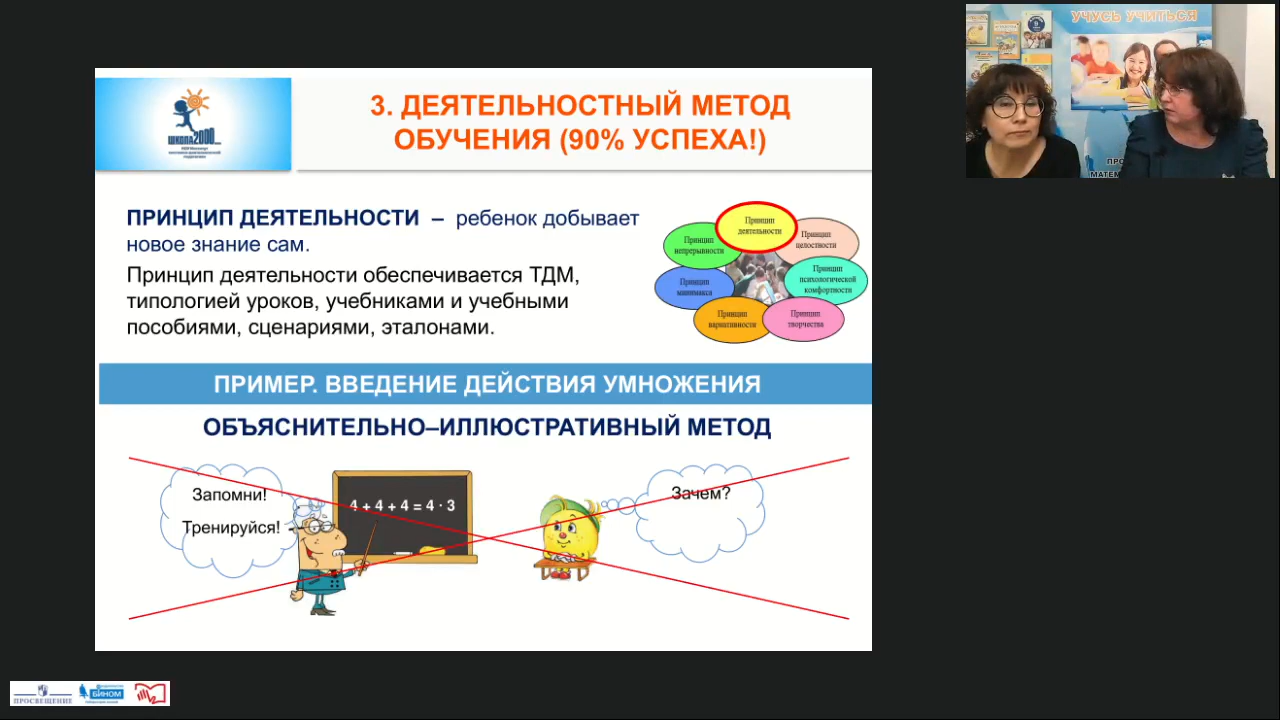 3. ДЕЯТЕЛЬНОСТНЫЙ МЕТОД
ОБУЧЕНИЯ (90% УСПЕХА!)
ШКОЛА2000...
ПРИНЦИП ДЕЯТЕЛЬНОСТИ – ребенок добывает
новое знание сам.
Принцип деятельности обеспечивается ТДМ,
типологией уроков, учебниками и учебными
пособиями, сценариями, эталонами.
Принцип
деятельности
Принцип
непрерывности
Принцип
целостности
Принцип
минимакса
Принцип
психологической
комфортности
Принцип
вариативности
Принцип
творчества
ПРИМЕР. ВВЕДЕНИЕ ДЕЙСТВИЯ УМНОЖЕНИЯ
ОБЪЯСНИТЕЛЬНО–ИЛЛЮСТРАТИВНЫЙ МЕТОД
Запомни!
Тренируйся!
4 + 4 + 4 = 4 · 3
Зачем?
УЧУСЬ УЧИТЬСЯ
ПРО
МАТЕМ
ПРОСВЕЩЕНИЕ
БИНОМ